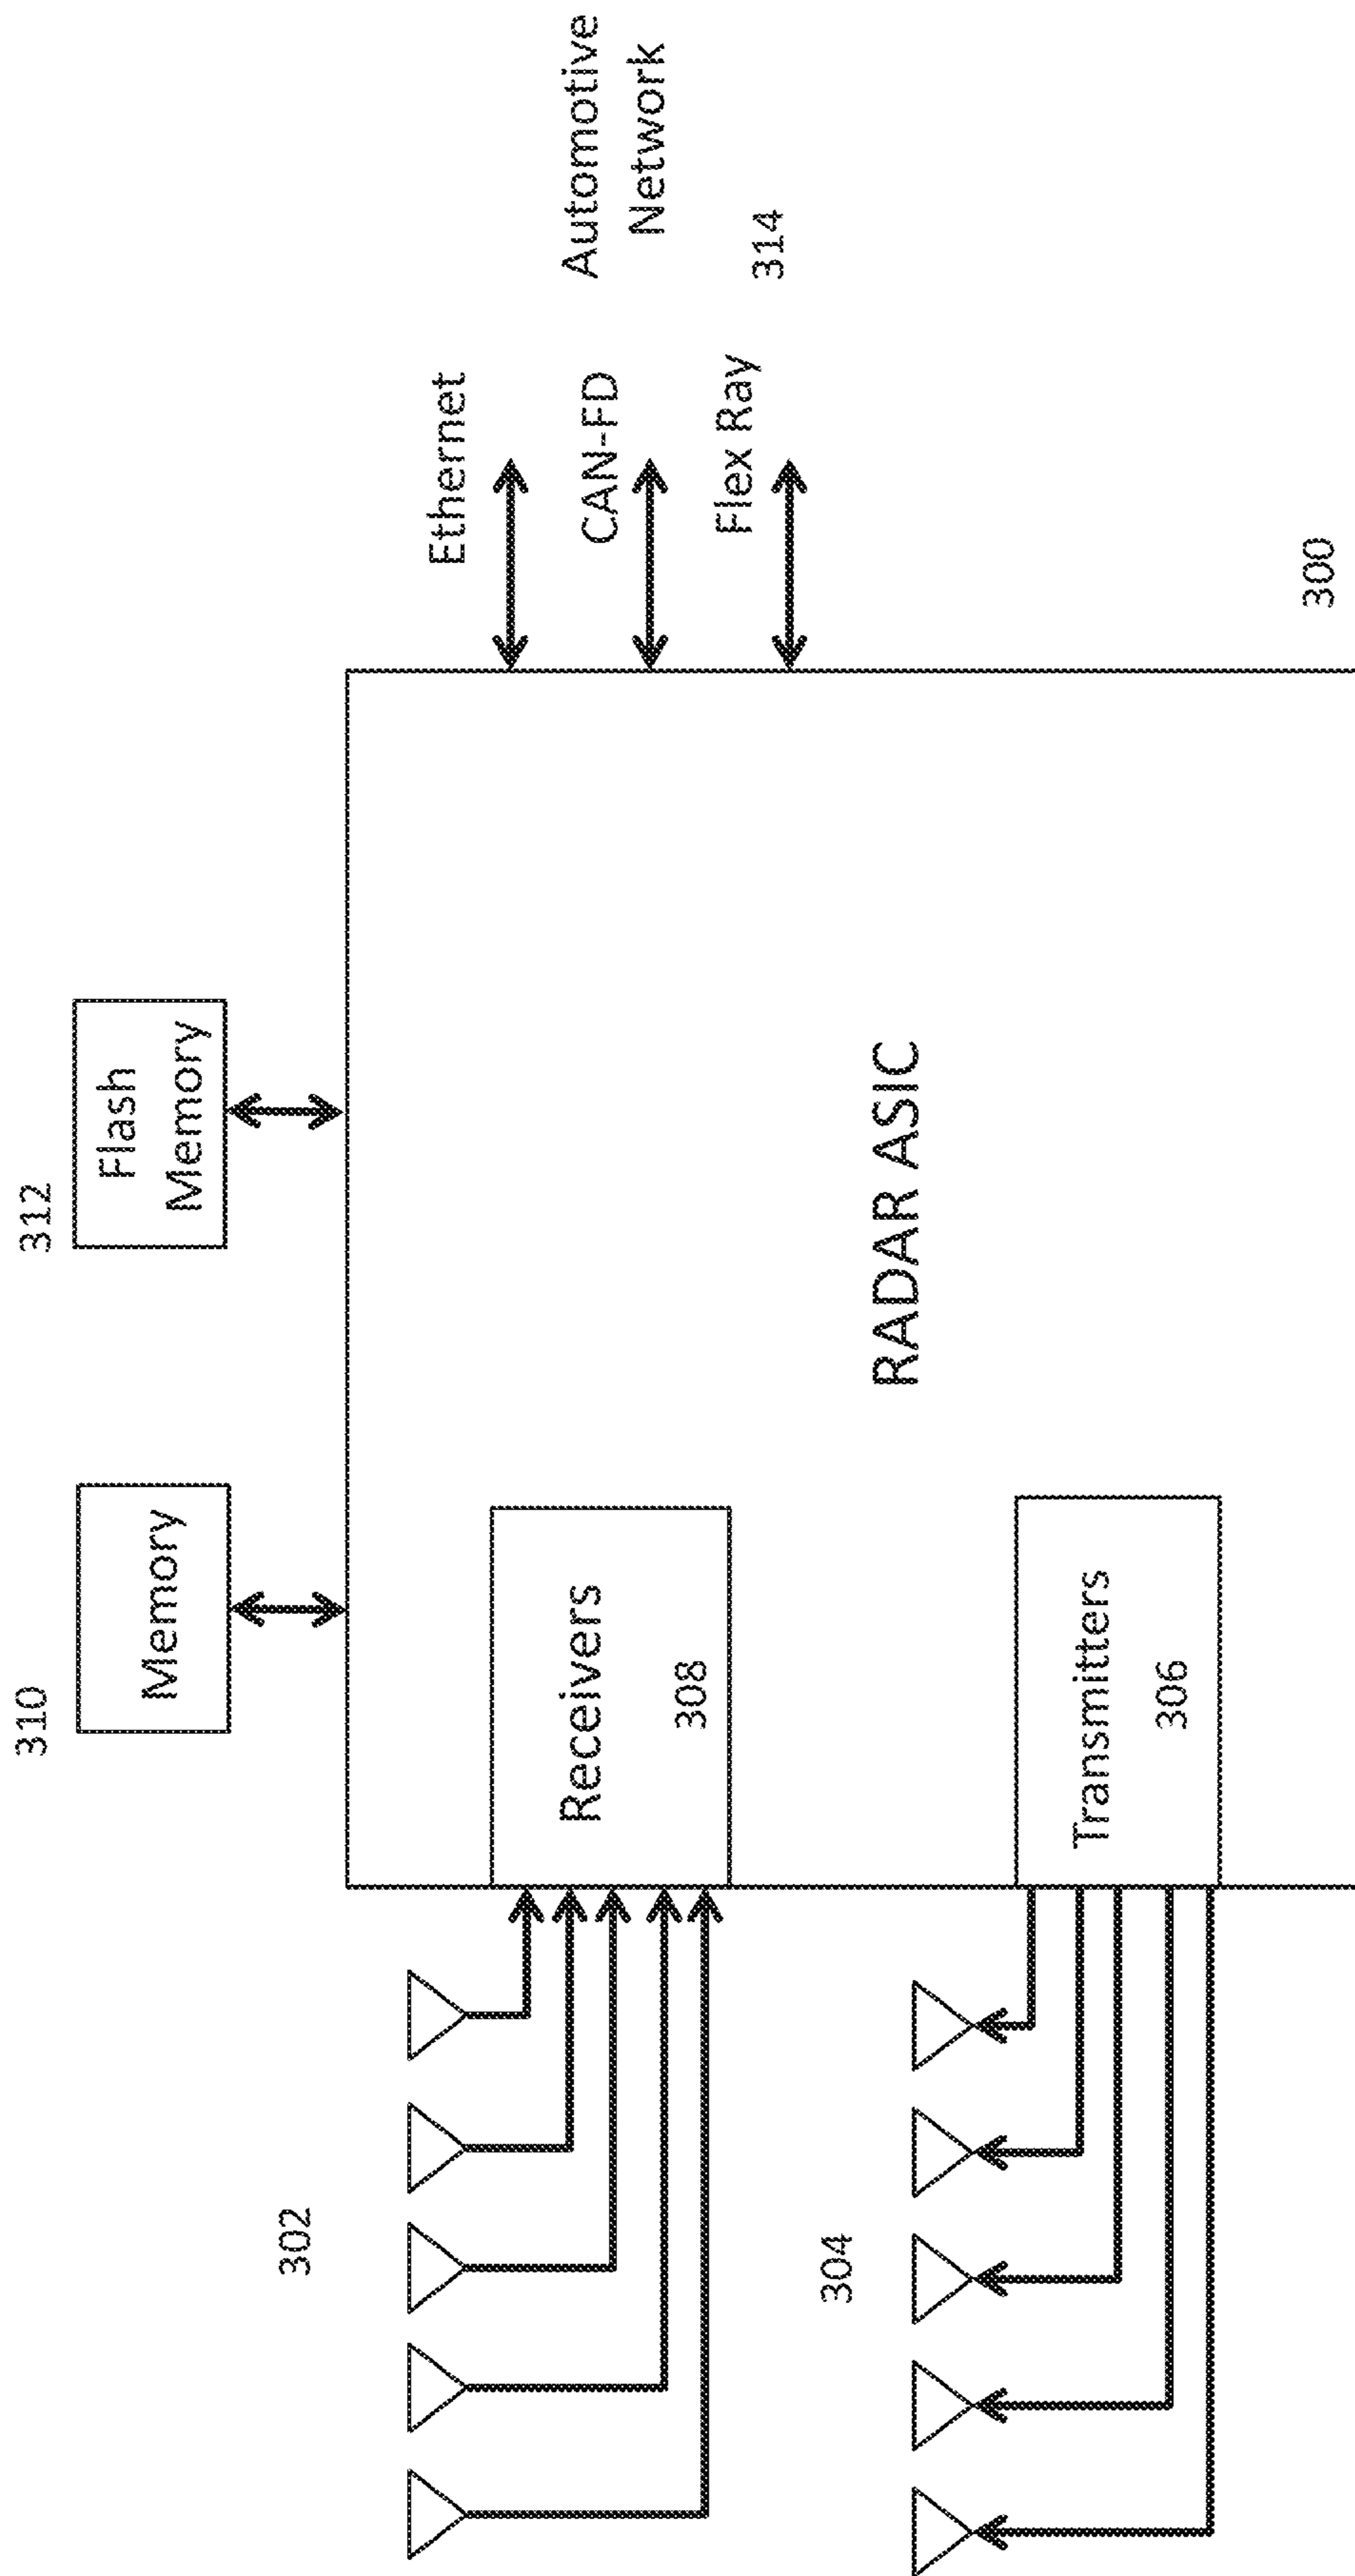 310
312
Memory
Flash
Memory
Ethernet
CAN-FD
Flex Ray
Automotive
Network
314
302
Receivers
308
RADAR ASIC
304
Transmitters
306
300